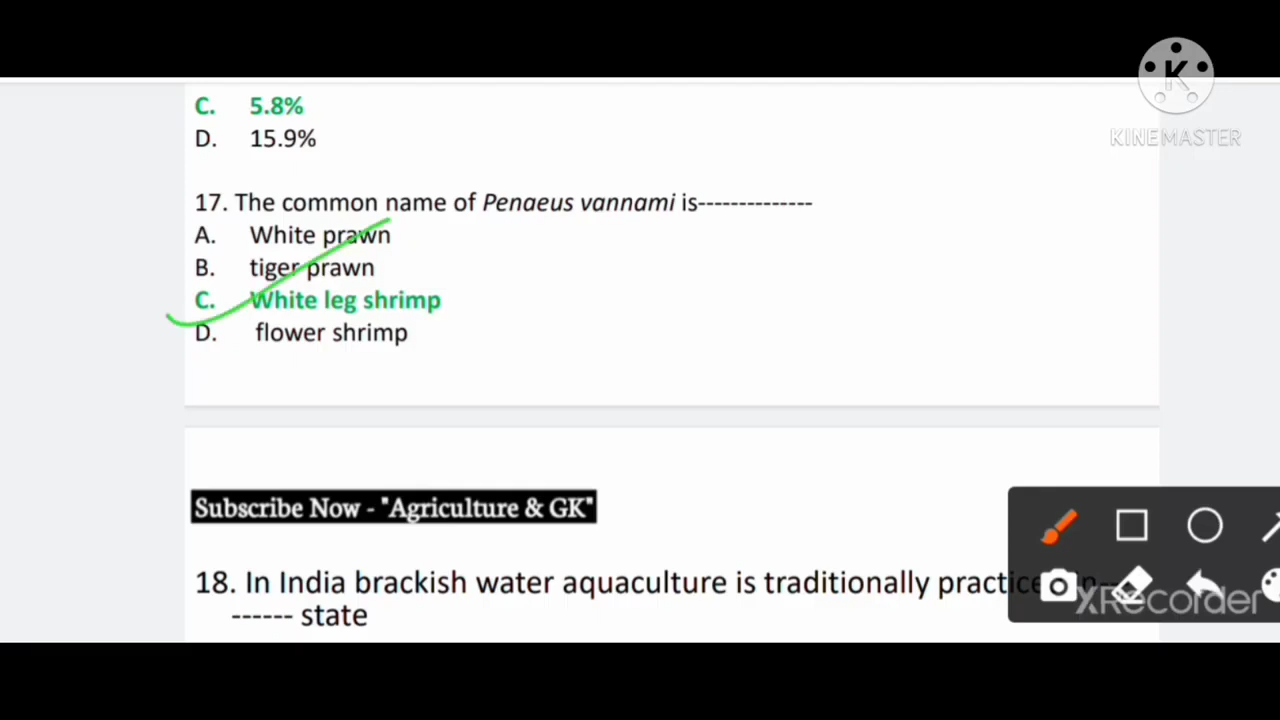 C. 5.8%
D. 15.9%
17. The common name of Penaeus vannami is--------------
A. White prawn
B. tiger prawn
C. White leg shrimp
D. flower shrimp
Subscribe Now - "Agriculture & GK"
18. In India brackish water aquaculture is traditionally in--
------ state
K
KINEMASTER
XRecorder